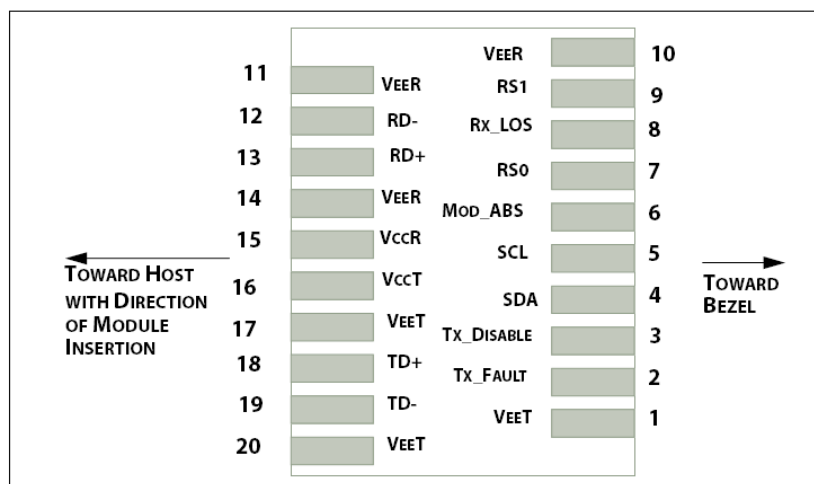 11 VEER
12 RD-
13 RD+
14 VEER
15 VCCR
16 VCCT
17 VEET
18 TD+
19 TD-
20 VEET
VEER 10
RS1 9
RX_LOS 8
RS0 7
MOD_ABS 6
SCL 5
SDA 4
TX_DISABLE 3
TX_FAULT 2
VEET 1
TOWARD HOST
WITH DIRECTION
OF MODULE
INSERTION
TOWARD
BEZEL